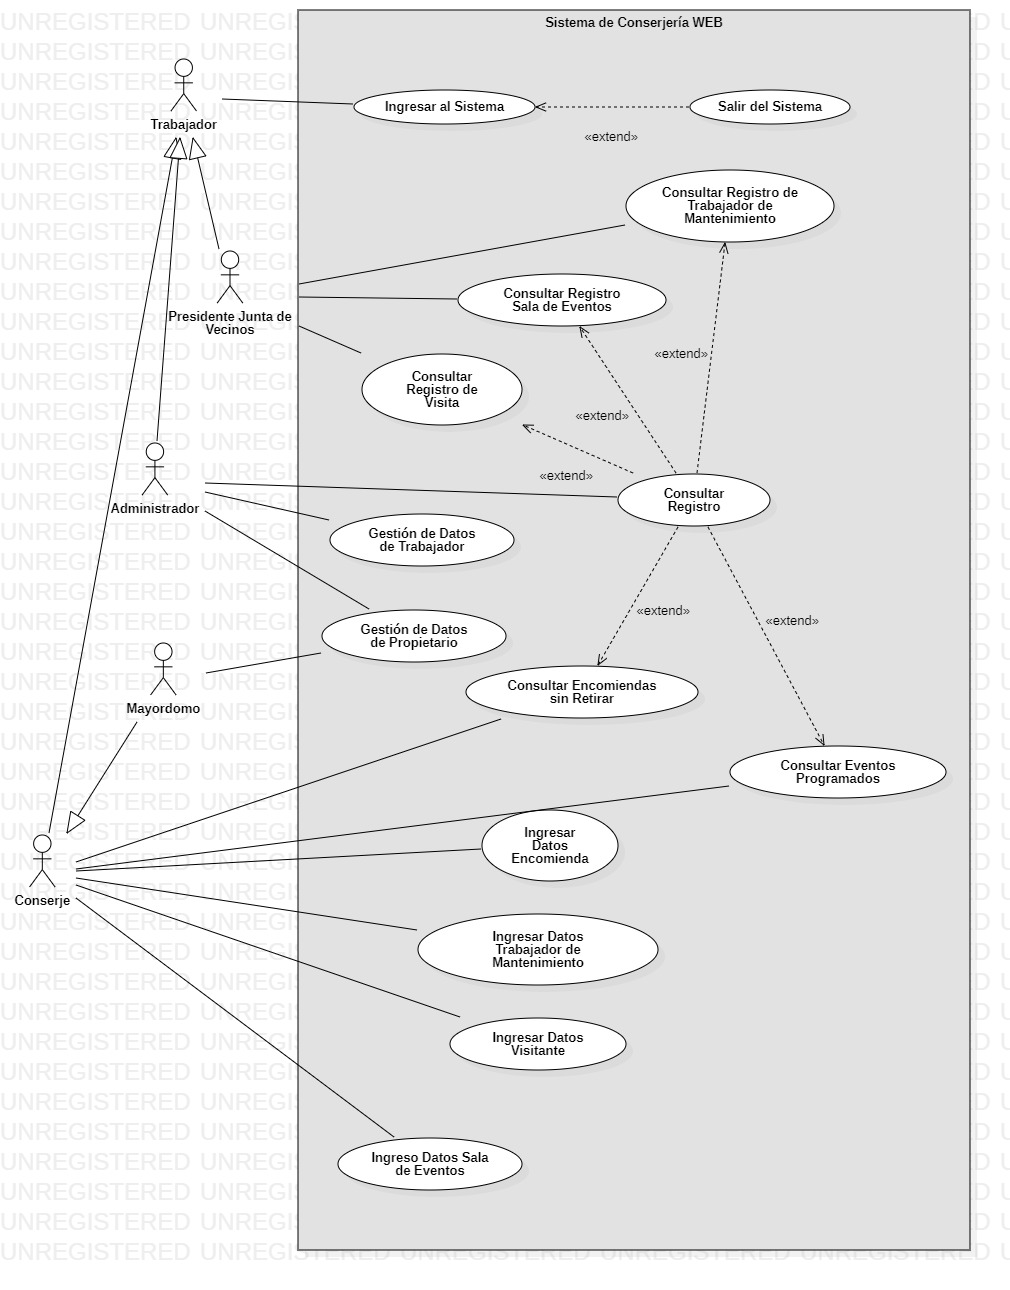 Sistema de Conserjería WEB
Trabajador
Ingresar al Sistema
Salir del Sistema
«extend»
Consultar Registro de
Trabajador de
Mantenimiento
Presidente Junta de
Vecinos
Consultar Registro
Sala de Eventos
«extend»
Consultar
Registro de
Visita
«extend»
«extend»
Administrador
Consultar
Registro
Gestión de Datos
de Trabajador
«extend»
«extend»
Gestión de Datos
de Propietario
Mayordomo
Consultar Encomiendas
sin Retirar
Consultar Eventos
Programados
Ingresar
Datos
Encomienda
Conserje
Ingresar Datos
Trabajador de
Mantenimiento
Ingresar Datos
Visitante
Ingreso Datos Sala
de Eventos
UNREGISTERED